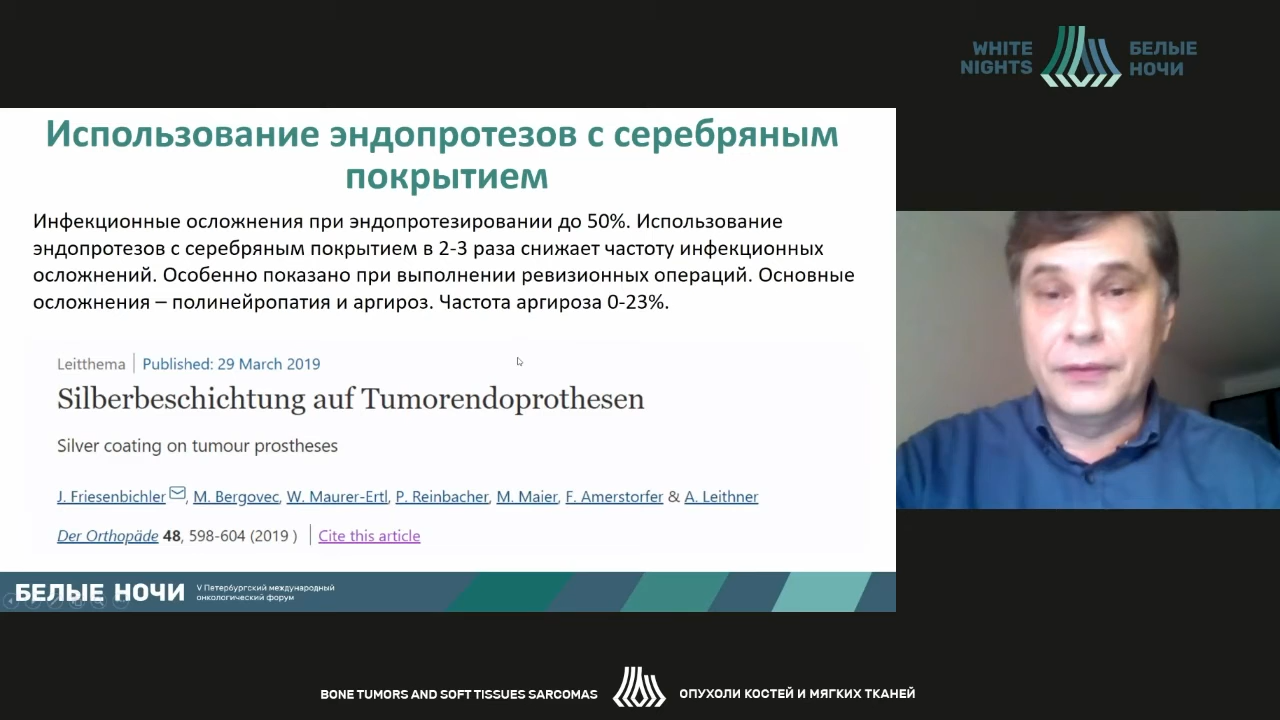 WHITE NIGHTS
БЕЛЫЕ НОЧИ
Использование эндопротезов с серебряным
покрытием
Инфекционные осложнения при эндопротезировании до 50%. Использование
эндопротезов с серебряным покрытием в 2-3 раза снижает частоту инфекционных
осложнений. Особенно показано при выполнении ревизионных операций. Основные
осложнения – полинейропатия и аргироз. Частота аргироза 0-23%.
Leitthema | Published: 29 March 2019
Silberbeschichtung auf Tumorendoprothesen
Silver coating on tumour prostheses
J. Friesenbichler, M. Bergovec, W. Maurer-Ertl, P. Reinbacher, M. Maier, F. Amerstorfer & A. Leithner
Der Orthopäde 48, 598-604 (2019 ) | Cite this article
БЕЛЫЕ НОЧИ
V Петербургский международный
онкологический форум
BONE TUMORS AND SOFT TISSUES SARCOMAS
ОПУХОЛИ КОСТЕЙ И МЯГКИХ ТКАНЕЙ